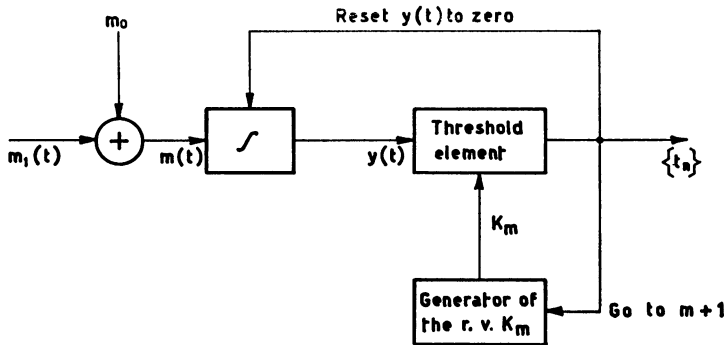 Reset y(t) to zero
m₀
m₁(t)
+
m(t)
∫
y(t)
Threshold
element
{tₙ}
Kₘ
Generator of
the r. v. Kₘ
Go to m+1